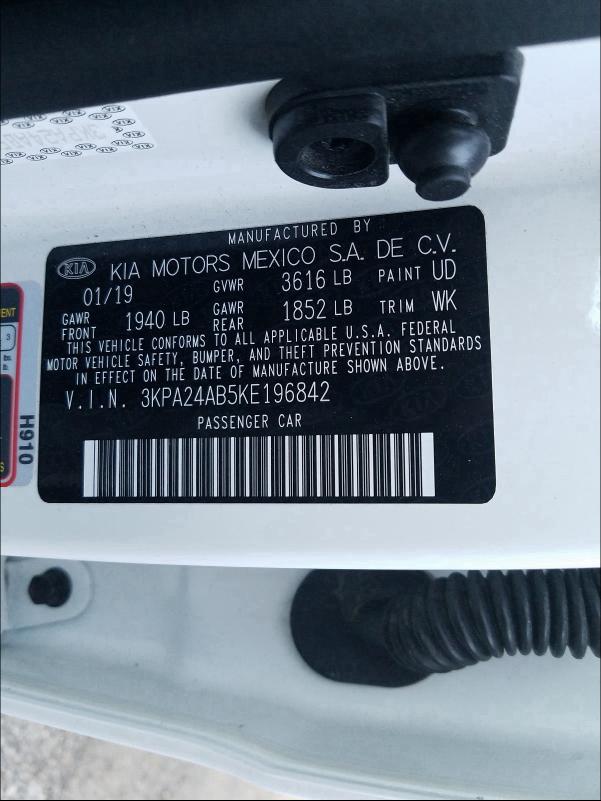 MANUFACTURED BY
KIA KIA MOTORS MEXICO S.A. DE C.V.
01/19 GVWR 3616 LB PAINT UD
GAWR FRONT 1940 LB GAWR REAR 1852 LB TRIM WK
THIS VEHICLE CONFORMS TO ALL APPLICABLE U.S.A. FEDERAL
MOTOR VEHICLE SAFETY, BUMPER, AND THEFT PREVENTION STANDARDS
IN EFFECT ON THE DATE OF MANUFACTURE SHOWN ABOVE.
V.I.N. 3KPA24AB5KE196842
PASSENGER CAR
H910
3